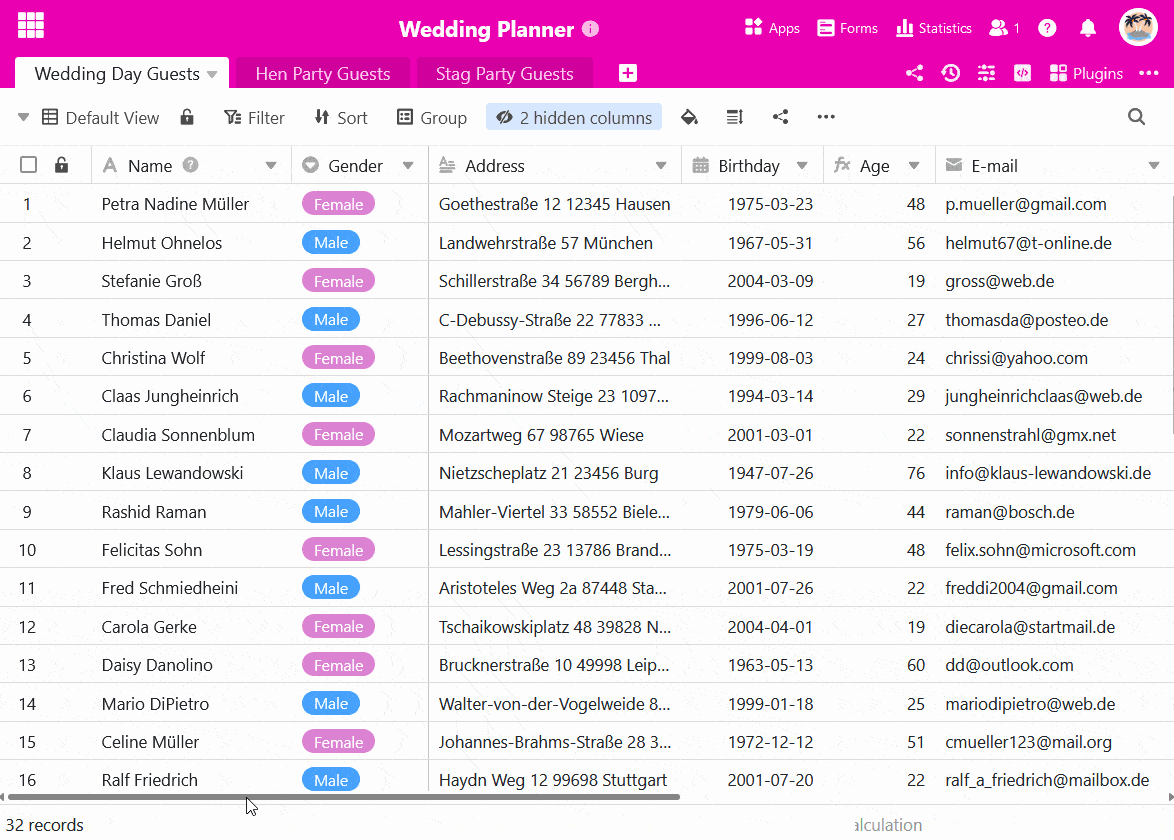 Wedding Planner
Apps Forms Statistics 1
Wedding Day Guests Hen Party Guests Stag Party Guests
Plugins
Default View Filter Sort Group 2 hidden columns
Name Gender Address Birthday Age E-mail
1 Petra Nadine Müller Female Goethestraße 12 12345 Hausen 1975-03-23 48 p.mueller@gmail.com
2 Helmut Ohnelos Male Landwehrstraße 57 München 1967-05-31 56 helmut67@t-online.de
3 Stefanie Groß Female Schillerstraße 34 56789 Bergh... 2004-03-09 19 gross@web.de
4 Thomas Daniel Male C-Debussy-Straße 22 77833 ... 1996-06-12 27 thomasda@posteo.de
5 Christina Wolf Female Beethovenstraße 89 23456 Thal 1999-08-03 24 chrissi@yahoo.com
6 Claas Jungheinrich Male Rachmaninow Steige 23 1097... 1994-03-14 29 jungheinrichclaas@web.de
7 Claudia Sonnenblum Female Mozartweg 67 98765 Wiese 2001-03-01 22 sonnenstrahl@gmx.net
8 Klaus Lewandowski Male Nietzscheplatz 21 23456 Burg 1947-07-26 76 info@klaus-lewandowski.de
9 Rashid Raman Male Mahler-Viertel 33 58552 Biele... 1979-06-06 44 raman@bosch.de
10 Felicitas Sohn Female Lessingstraße 23 13786 Brand... 1975-03-19 48 felix.sohn@microsoft.com
11 Fred Schmiedheini Male Aristoteles Weg 2a 87448 Sta... 2001-07-26 22 freddi2004@gmail.com
12 Carola Gerke Female Tschaikowskiplatz 48 39828 N... 2004-04-01 19 diecarola@startmail.de
13 Daisy Danolino Female Brucknerstraße 10 49998 Leip... 1963-05-13 60 dd@outlook.com
14 Mario DiPietro Male Walter-von-der-Vogelweide 8... 1999-01-18 25 mariodipietro@web.de
15 Celine Müller Female Johannes-Brahms-Straße 28 3... 1972-12-12 51 cmueller123@mail.org
16 Ralf Friedrich Male Haydn Weg 12 99698 Stuttgart 2001-07-20 22 ralf_a_friedrich@mailbox.de
32 records alculation